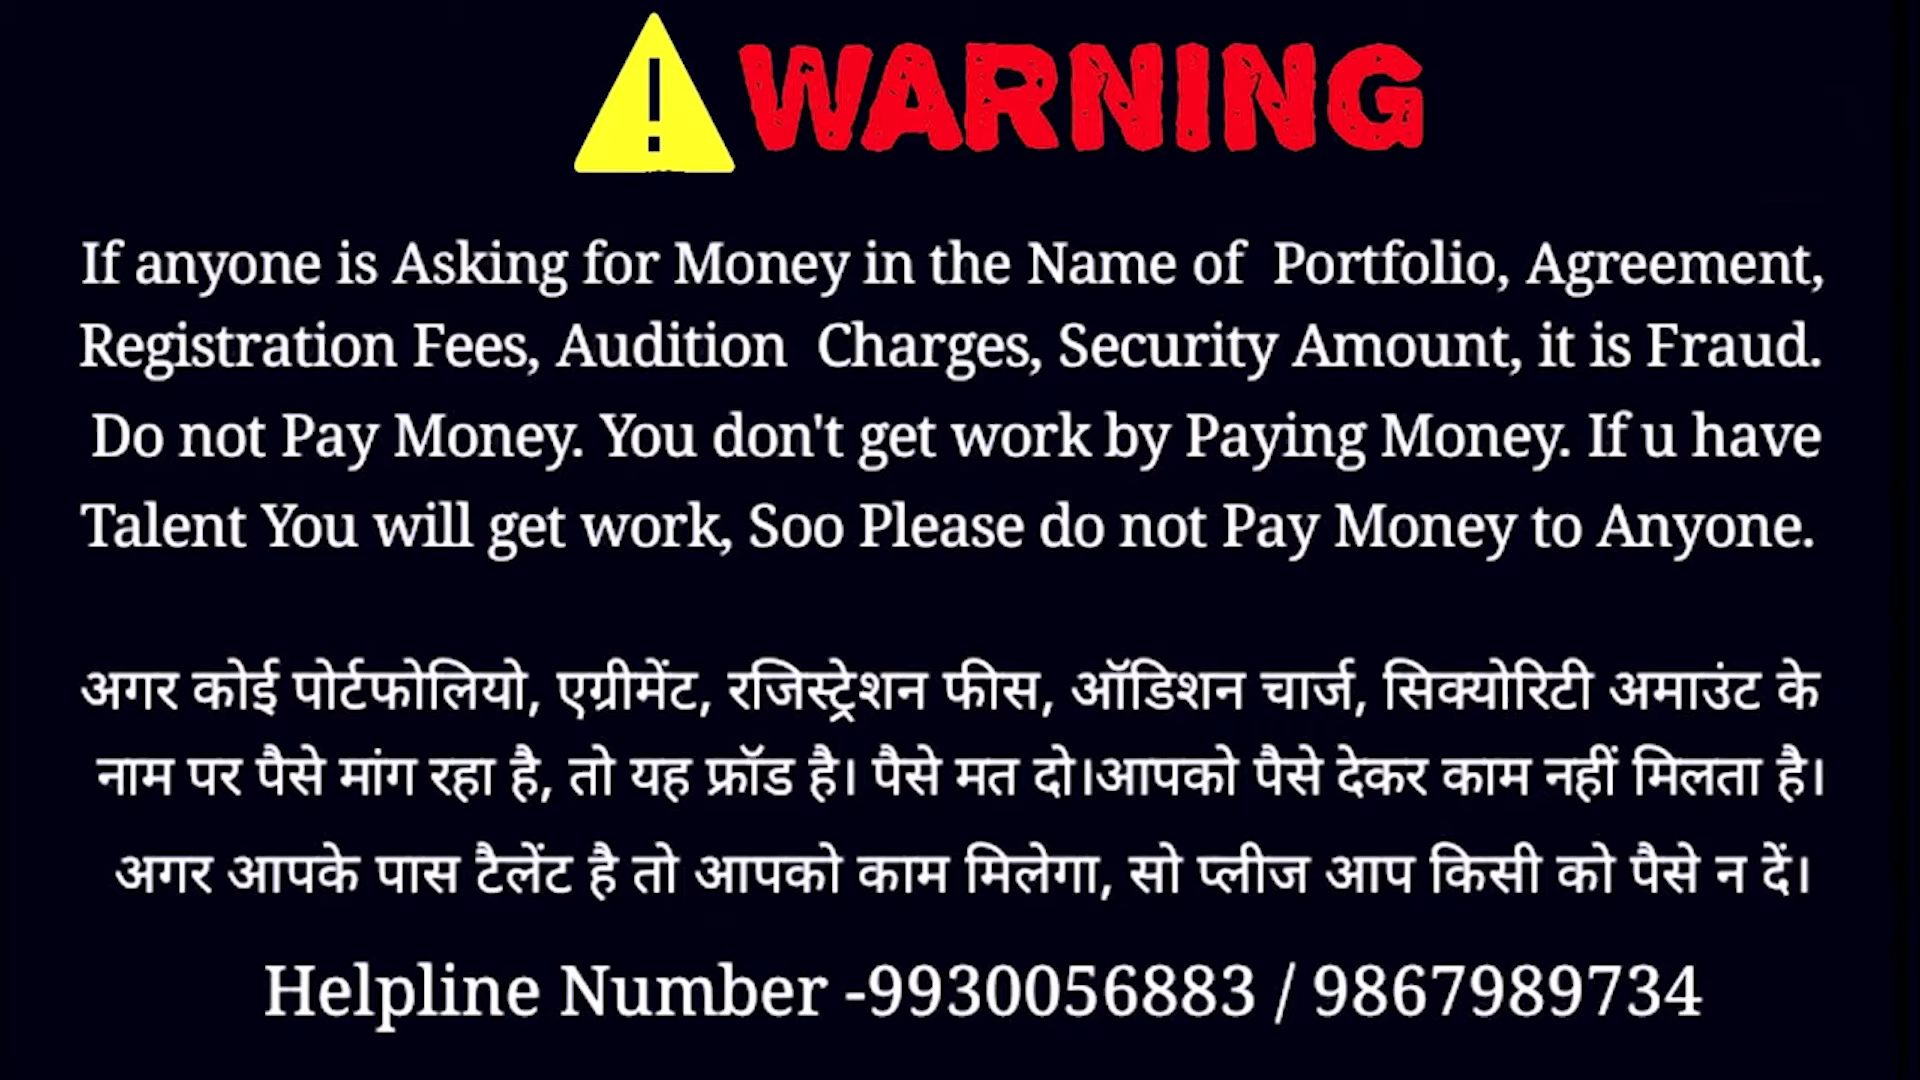 WARNING
If anyone is Asking for Money in the Name of Portfolio, Agreement,
Registration Fees, Audition Charges, Security Amount, it is Fraud.
Do not Pay Money. You don't get work by Paying Money. If u have
Talent You will get work, Soo Please do not Pay Money to Anyone.
अगर कोई पोर्टफोलियो, एग्रीमेंट, रजिस्ट्रेशन फीस, ऑडिशन चार्ज, सिक्योरिटी अमाउंट के
नाम पर पैसे मांग रहा है, तो यह फ्रॉड है। पैसे मत दो।आपको पैसे देकर काम नहीं मिलता है।
अगर आपके पास टैलेंट है तो आपको काम मिलेगा, सो प्लीज आप किसी को पैसे न दें।
Helpline Number -9930056883 / 9867989734